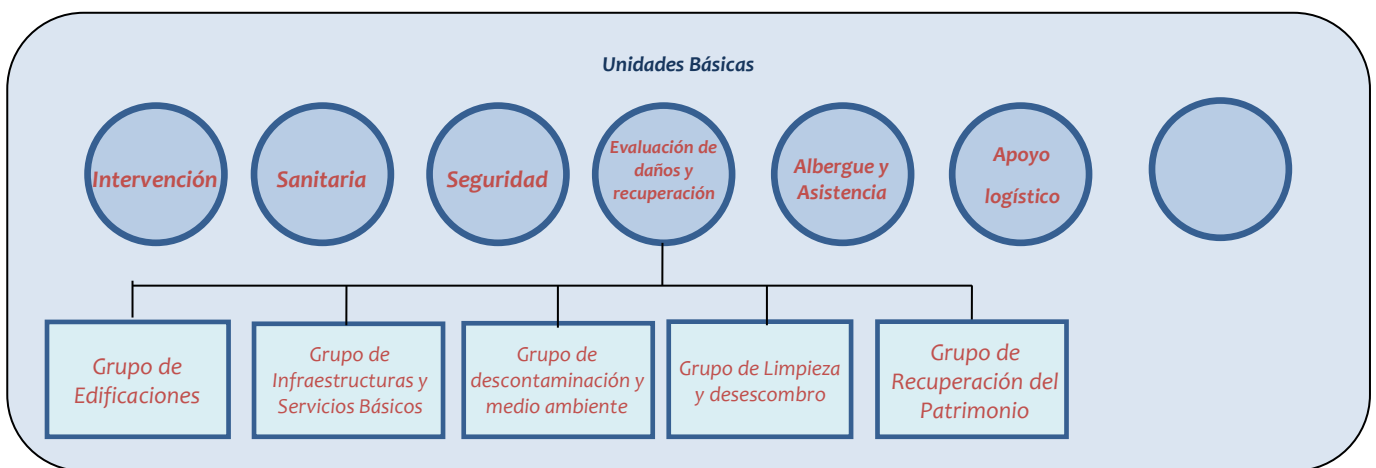 Unidades Básicas
Intervención
Sanitaria
Seguridad
Evaluación de
daños y
recuperación
Albergue y
Asistencia
Apoyo
logístico
Grupo de
Edificaciones
Grupo de
Infraestructuras y
Servicios Básicos
Grupo de
descontaminación y
medio ambiente
Grupo de Limpieza
y desescombro
Grupo de
Recuperación del
Patrimonio